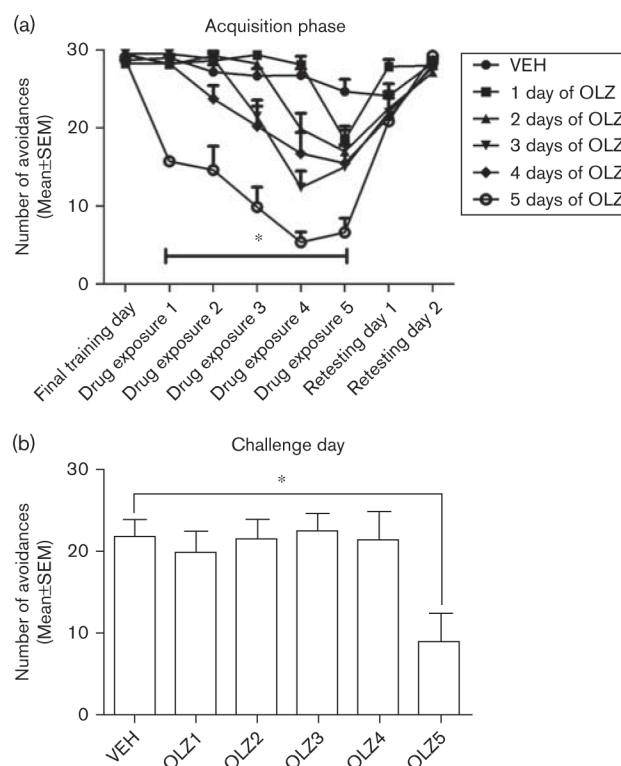 (a)
Acquisition phase
Number of avoidances
(Mean±SEM)
30
20
10
0
*
VEH
1 day of OLZ
2 days of OLZ
3 days of OLZ
4 days of OLZ
5 days of OLZ
Final training day
Drug exposure 1
Drug exposure 2
Drug exposure 3
Drug exposure 4
Drug exposure 5
Retesting day 1
Retesting day 2
(b)
Challenge day
Number of avoidances
(Mean±SEM)
30
20
10
0
*
VEH
OLZ1
OLZ2
OLZ3
OLZ4
OLZ5